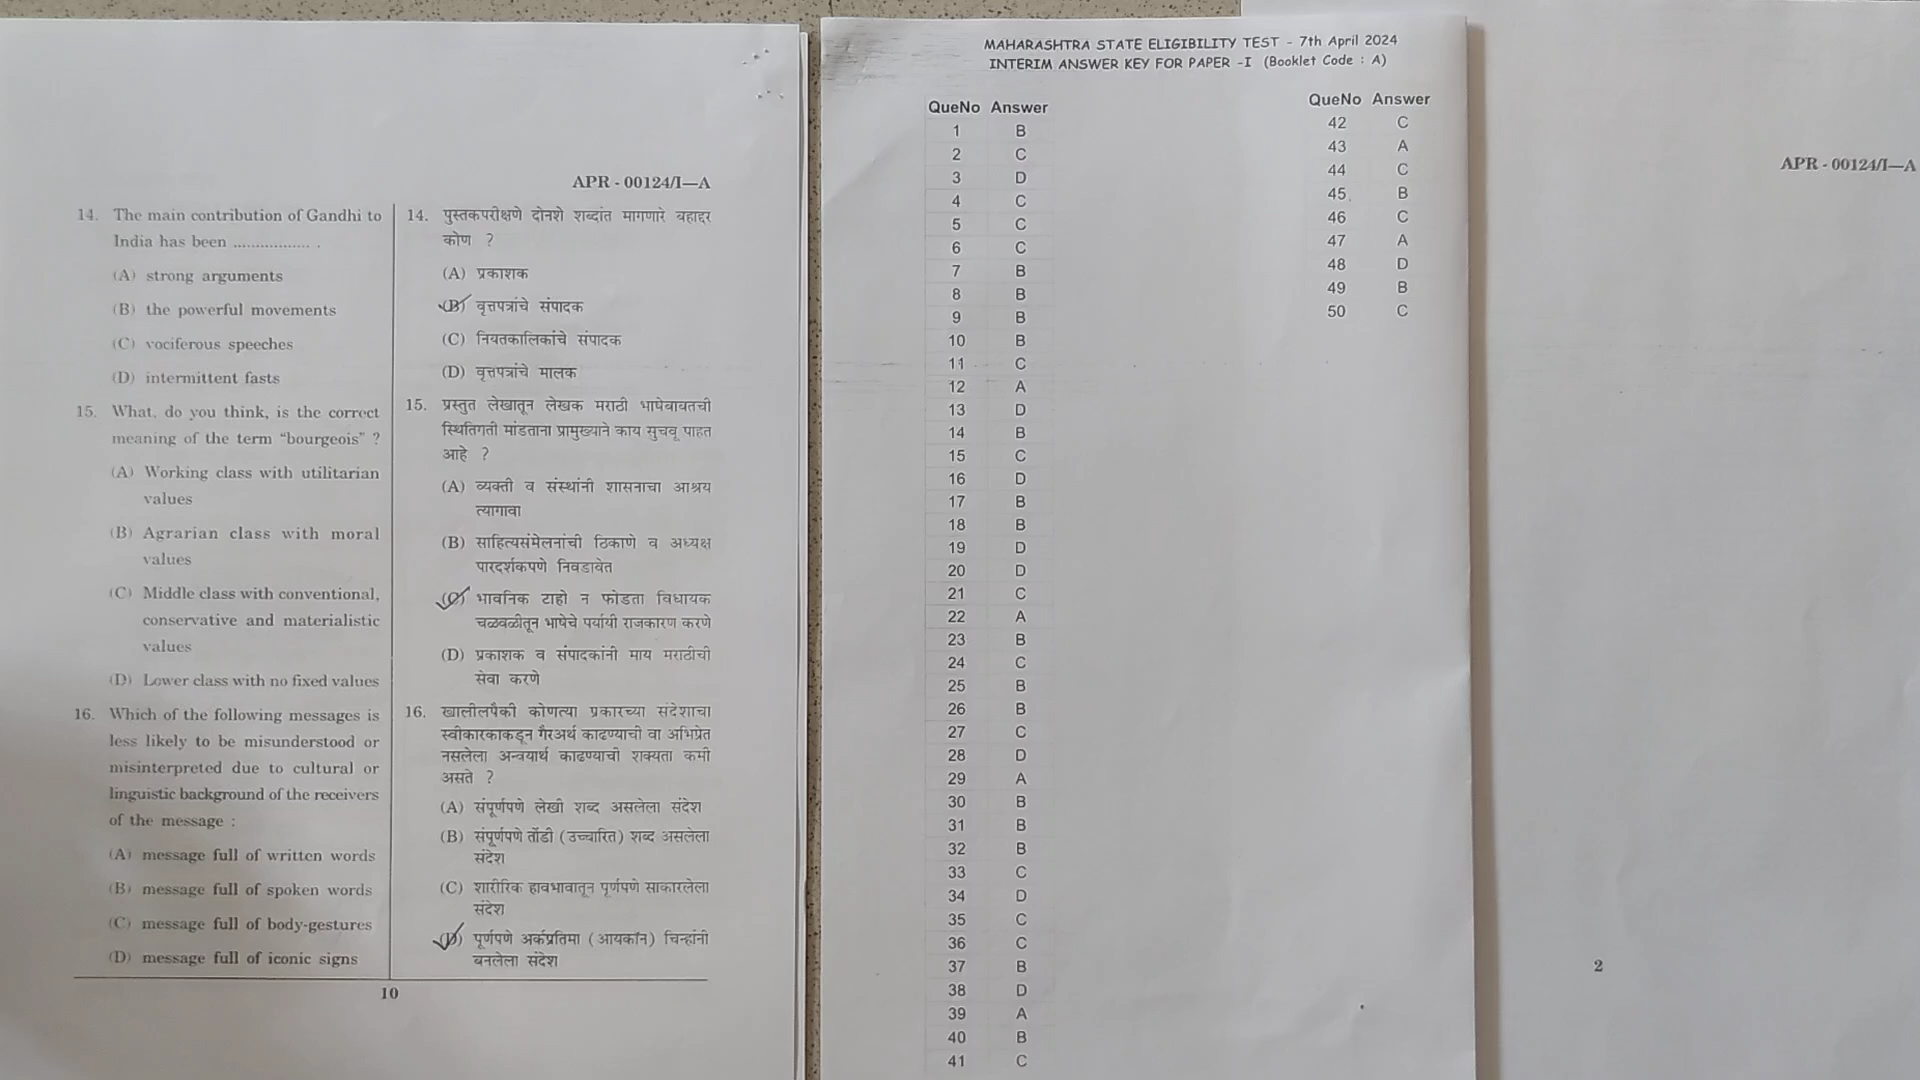 APR - 00124/I—A
14. The main contribution of Gandhi to
India has been .................. .
(A) strong arguments
(B) the powerful movements
(C) vociferous speeches
(D) intermittent fasts
15. What, do you think, is the correct
meaning of the term “bourgeois” ?
(A) Working class with utilitarian
values
(B) Agrarian class with moral
values
(C) Middle class with conventional,
conservative and materialistic
values
(D) Lower class with no fixed values
16. Which of the following messages is
less likely to be misunderstood or
misinterpreted due to cultural or
linguistic background of the receivers
of the message :
(A) message full of written words
(B) message full of spoken words
(C) message full of body-gestures
(D) message full of iconic signs
14. पुस्तकपरीक्षणे दोनशे शब्दांत मागणारे बहाद्दर
कोण ?
(A) प्रकाशक
(B) वृत्तपत्रांचे संपादक
(C) नियतकालिकांचे संपादक
(D) वृत्तपत्रांचे मालक
15. प्रस्तुत लेखातून लेखक मराठी भाषेबाबतची
स्थितिगती मांडताना प्रामुख्याने काय सुचवू पाहत
आहे ?
(A) व्यक्ती व संस्थांनी शासनाचा आश्रय
त्यागावा
(B) साहित्यसंमेलनांची ठिकाणे व अध्यक्ष
पारदर्शकपणे निवडावेत
(C) भावनिक टाहो न फोडता विधायक
चळवळीतून भाषेचे पर्यायी राजकारण करणे
(D) प्रकाशक व संपादकांनी माय मराठीची
सेवा करणे
16. खालीलपैकी कोणत्या प्रकारच्या संदेशाचा
स्वीकारकाकडून गैरअर्थ काढण्याची वा अभिप्रेत
नसलेला अन्वयार्थ काढण्याची शक्यता कमी
असते ?
(A) संपूर्णपणे लेखी शब्द असलेला संदेश
(B) संपूर्णपणे तोंडी (उच्चारित) शब्द असलेला
संदेश
(C) शारीरिक हावभावातून पूर्णपणे साकारलेला
संदेश
(D) पूर्णपणे अर्कप्रतिमा (आयकॉन) चिन्हांनी
बनलेला संदेश
10
MAHARASHTRA STATE ELIGIBILITY TEST - 7th April 2024
INTERIM ANSWER KEY FOR PAPER -I (Booklet Code : A)
QueNo Answer
1 B
2 C
3 D
4 C
5 C
6 C
7 B
8 B
9 B
10 B
11 C
12 A
13 D
14 B
15 C
16 D
17 B
18 B
19 D
20 D
21 C
22 A
23 B
24 C
25 B
26 B
27 C
28 D
29 A
30 B
31 B
32 B
33 C
34 D
35 C
36 C
37 B
38 D
39 A
40 B
41 C
QueNo Answer
42 C
43 A
44 C
45 B
46 C
47 A
48 D
49 B
50 C
APR - 00124/I—A
2